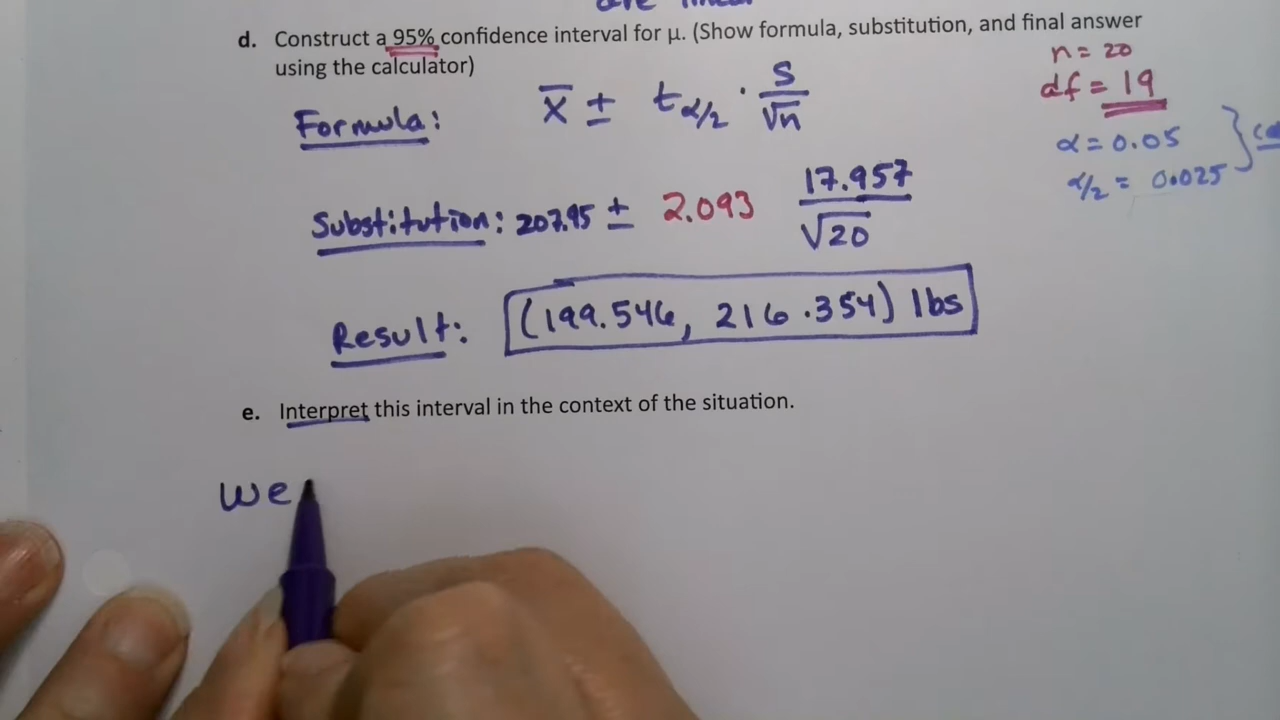 are linear
d. Construct a 95% confidence interval for μ. (Show formula, substitution, and final answer
using the calculator)
n = 20
df = 19
Formula: x̄ ± t α/2 · s/√n
α = 0.05
α/2 = 0.025
Substitution: 207.95 ± 2.093 17.957/√20
Result: (199.546, 216.354) lbs
e. Interpret this interval in the context of the situation.
We